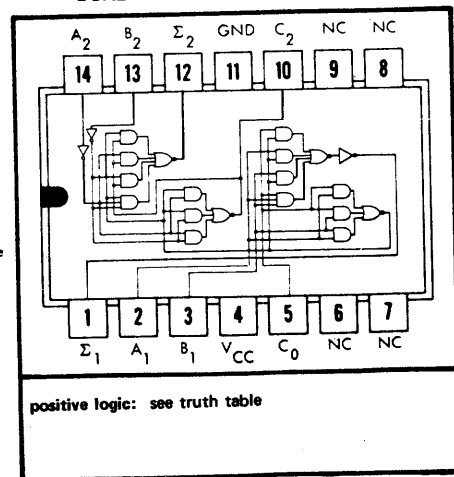 A2 B2 Σ2 GND C2 NC NC
14 13 12 11 10 9 8
1 2 3 4 5 6 7
Σ1 A1 B1 VCC C0 NC NC
positive logic: see truth table